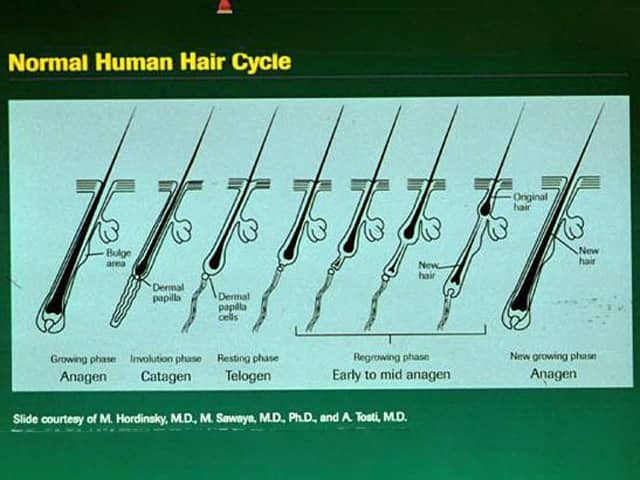 Normal Human Hair Cycle
Original
hair
Bulge
area
New
hair
New
hair
Dermal
papilla
Dermal
papilla
cells
Growing phase Involution phase Resting phase Regrowing phase New growing phase
Anagen Catagen Telogen Early to mid anagen Anagen
Slide courtesy of M. Hordinsky, M.D., M. Sawaya, M.D., Ph.D., and A. Tosti, M.D.